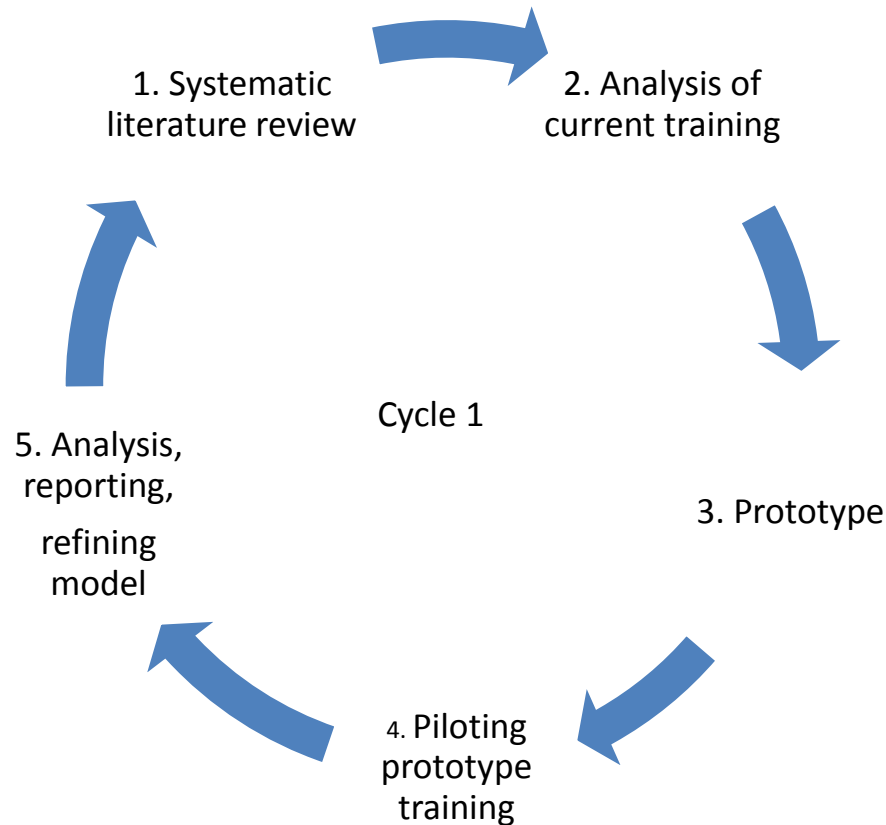 1. Systematic
literature review
2. Analysis of
current training
3. Prototype
4. Piloting
prototype
training
5. Analysis,
reporting,
refining
model
Cycle 1